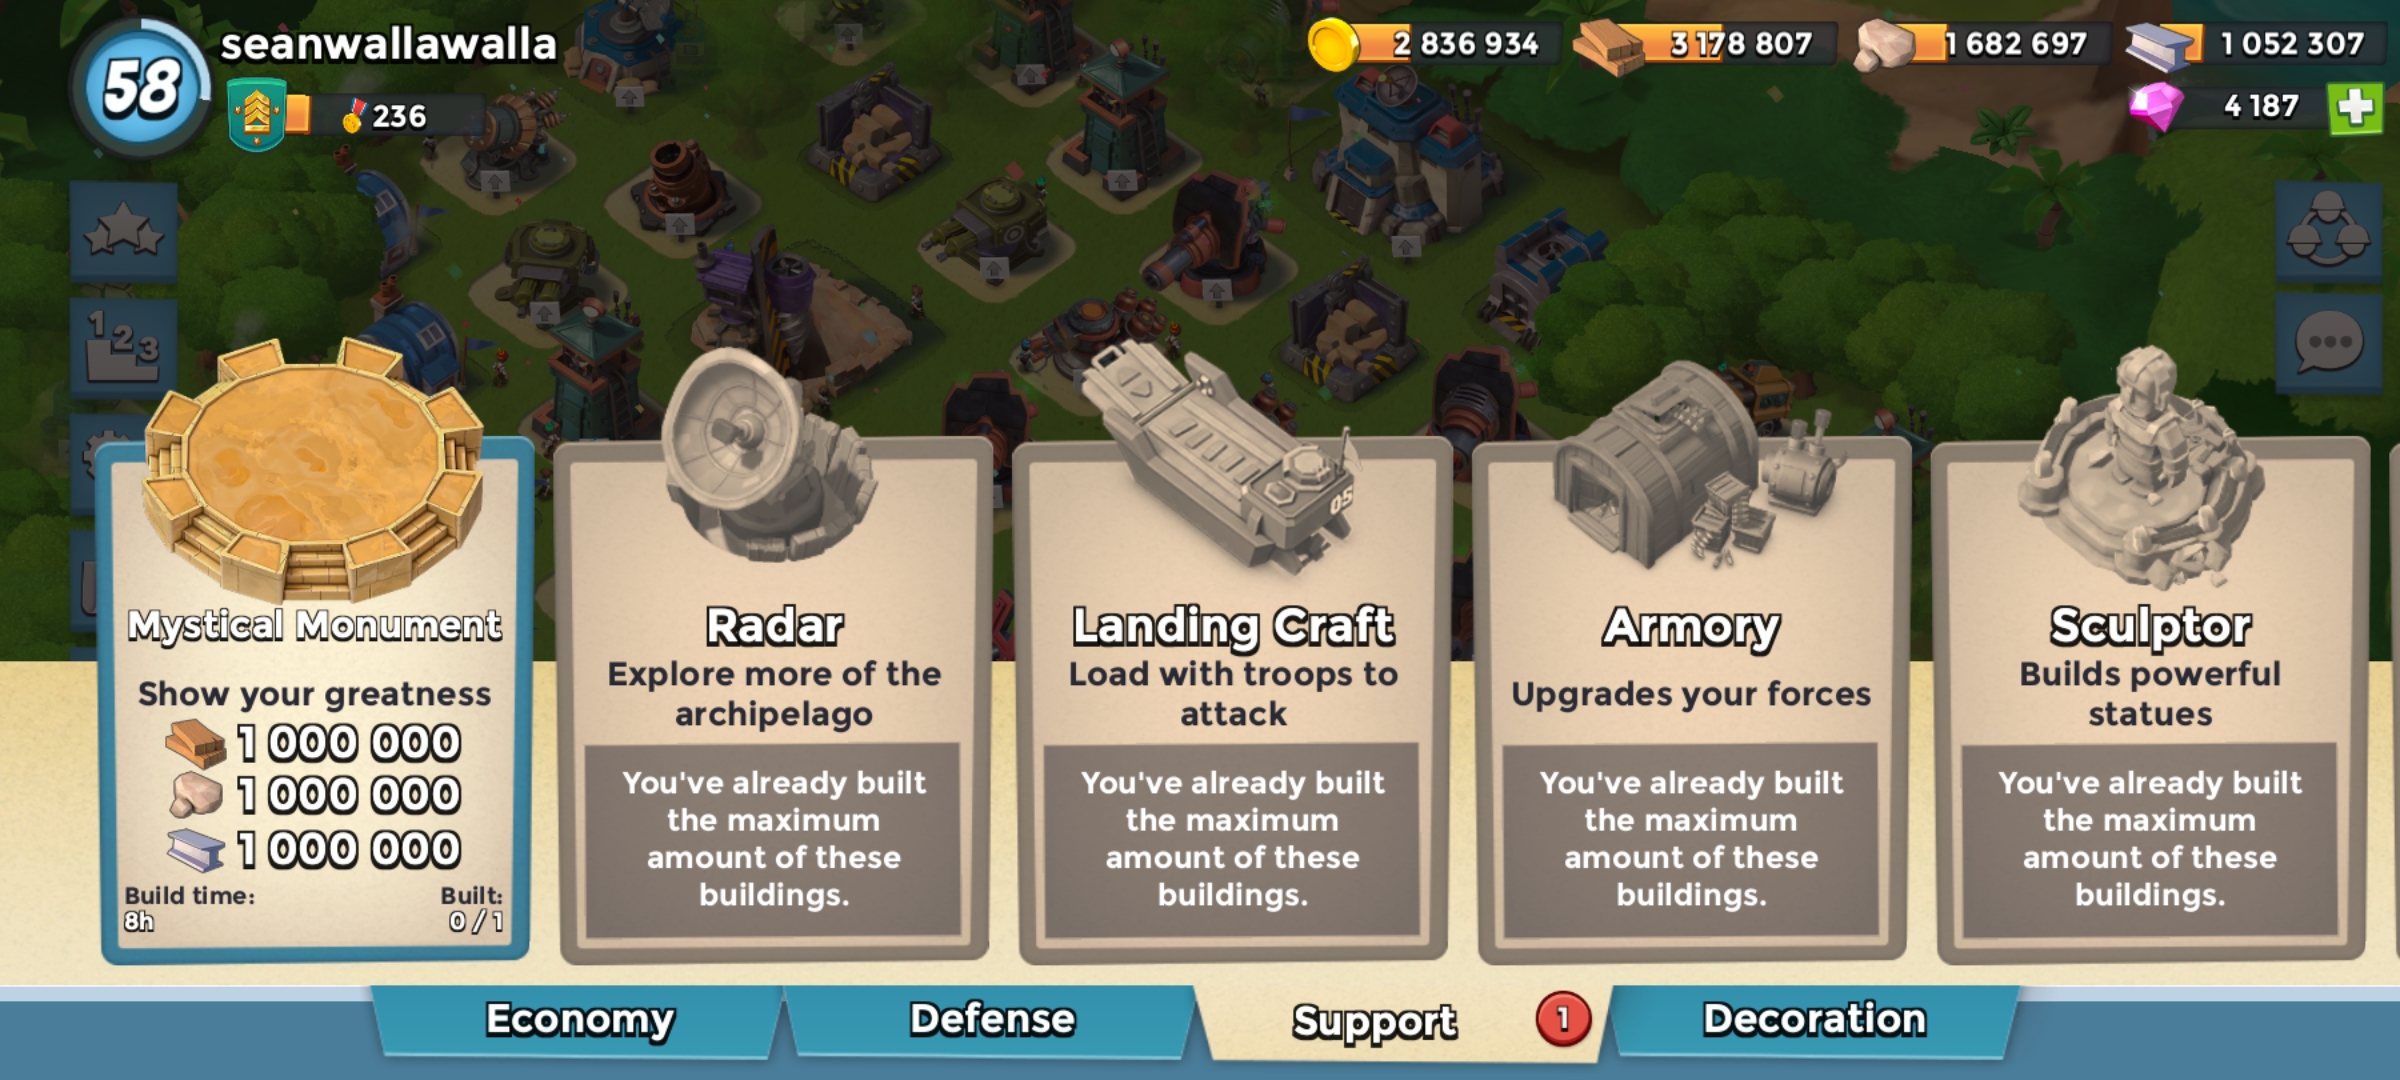 58
seanwallawalla
236
2 836 934
3 178 807
1 682 697
1 052 307
4 187
1 2 3
05
Mystical Monument
Show your greatness
1 000 000
1 000 000
1 000 000
Build time:
8h
Built:
0 / 1
Radar
Explore more of the
archipelago
You've already built
the maximum
amount of these
buildings.
Landing Craft
Load with troops to
attack
You've already built
the maximum
amount of these
buildings.
Armory
Upgrades your forces
You've already built
the maximum
amount of these
buildings.
Sculptor
Builds powerful
statues
You've already built
the maximum
amount of these
buildings.
Economy
Defense
Support
1
Decoration